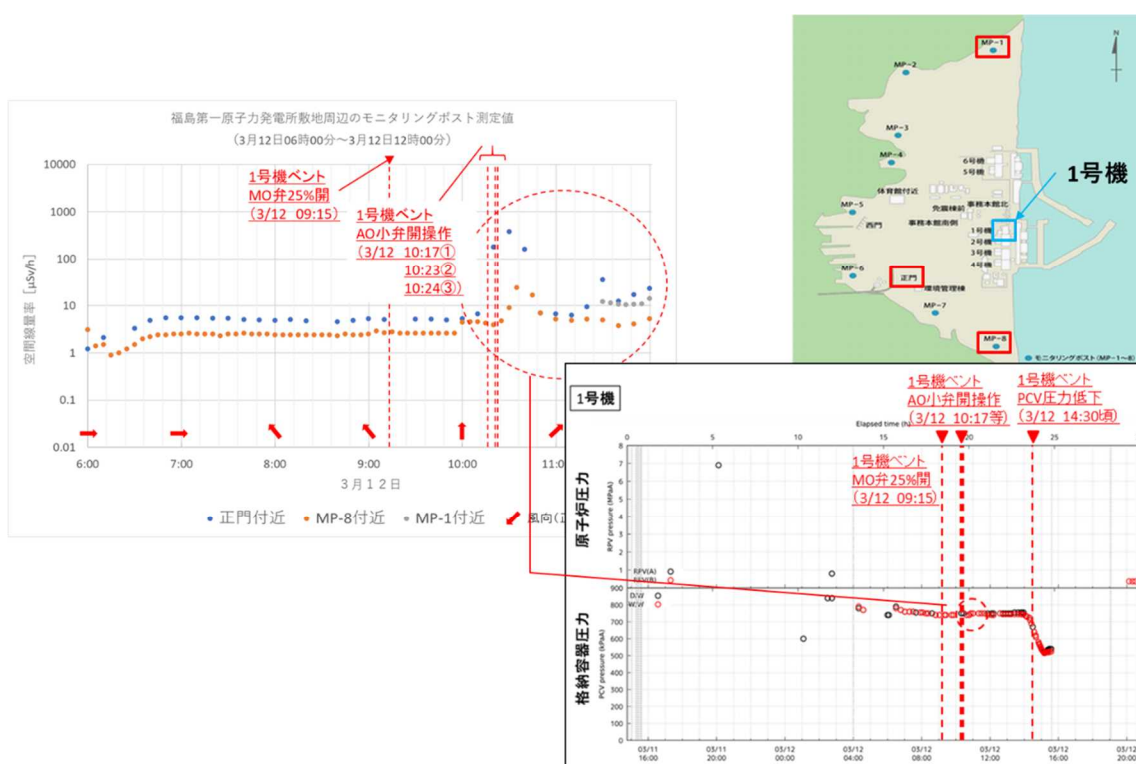 福島第一原子力発電所敷地周辺のモニタリングポスト測定値
(3月12日06時00分～3月12日12時00分)
空間線量率 [μSv/h]
10000
1000
100
10
1
0.1
0.01
1号機ベント
MO弁25%開
(3/12 09:15)
1号機ベント
AO小弁開操作
(3/12 10:17①
10:23②
10:24③)
6:00
7:00
8:00
9:00
10:00
11:00
3月12日
正門付近
MP-8付近
MP-1付近
風向(正
N
MP-1
MP-2
MP-3
MP-4
MP-5
MP-6
MP-7
MP-8
6号機
5号機
体育館付近
免震棟前
事務本館北
事務本館南側
西門
正門
環境管理棟
1号機
2号機
3号機
4号機
1号機
モニタリングポスト(MP-1～8)
1号機
1号機ベント
AO小弁開操作
(3/12 10:17等)
1号機ベント
PCV圧力低下
(3/12 14:30頃)
1号機ベント
MO弁25%開
(3/12 09:15)
Elapsed time (h
0
5
10
15
20
25
原子炉圧力
RPV pressure (MPaA)
8
7
6
5
4
3
2
1
RPV(A)
RPV(B)
格納容器圧力
PCV pressure (kPaA)
900
800
700
600
500
400
300
200
100
0
D/W
W/W
03/11
16:00
03/11
20:00
03/12
00:00
03/12
04:00
03/12
08:00
03/12
12:00
03/12
16:00
03/12
20:00